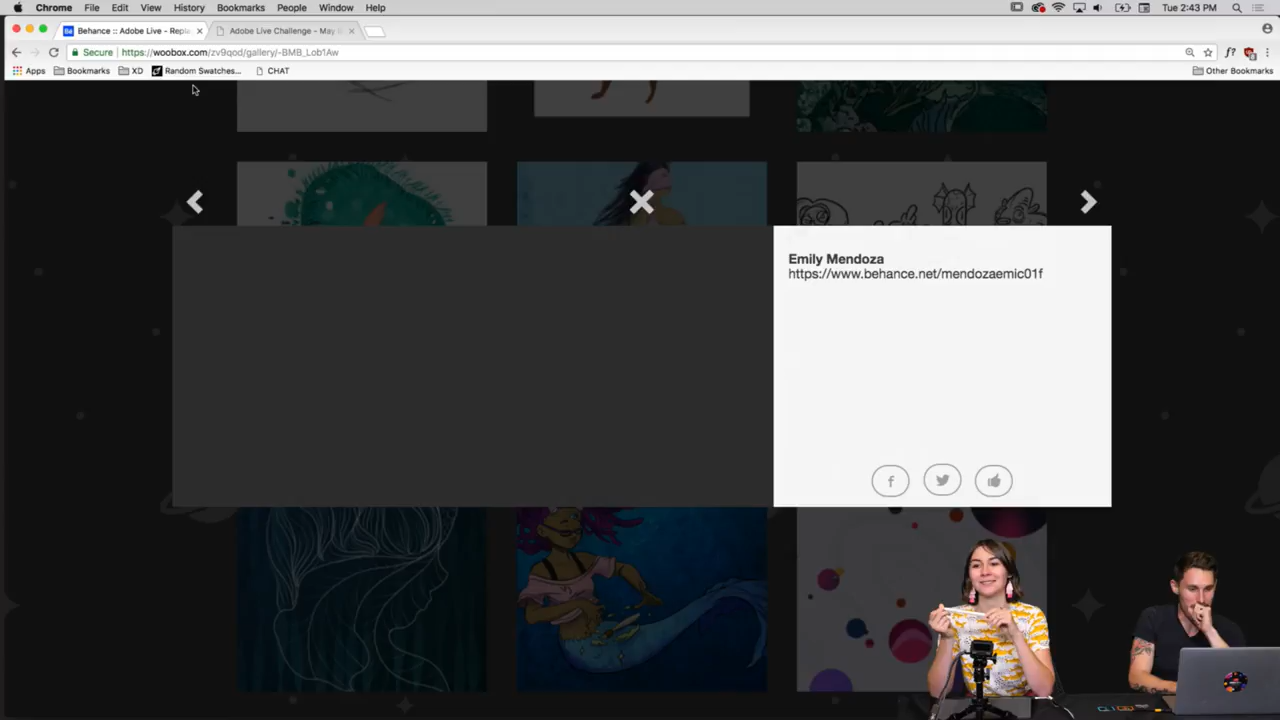 Chrome File Edit View History Bookmarks People Window Help
Tue 2:43 PM
Bē Behance :: Adobe Live - Repla
Adobe Live Challenge - May
Secure https://woobox.com/zv9qod/gallery/-BMB_Lob1Aw
f?
Apps Bookmarks XD Random Swatches... CHAT
Other Bookmarks
Emily Mendoza
https://www.behance.net/mendozaemic01f
f